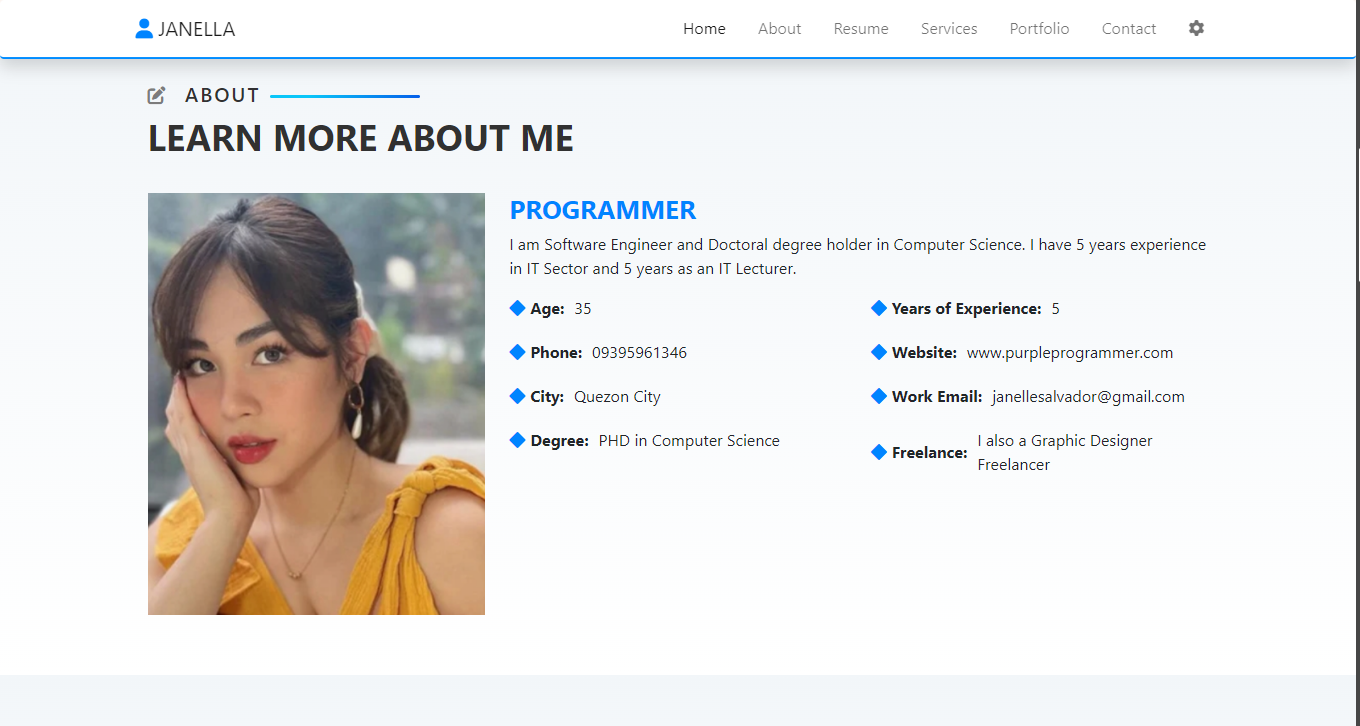 JANELLA
Home About Resume Services Portfolio Contact
ABOUT
LEARN MORE ABOUT ME
PROGRAMMER
I am Software Engineer and Doctoral degree holder in Computer Science. I have 5 years experience
in IT Sector and 5 years as an IT Lecturer.
Age: 35
Years of Experience: 5
Phone: 09395961346
Website: www.purpleprogrammer.com
City: Quezon City
Work Email: janellesalvador@gmail.com
Degree: PHD in Computer Science
Freelance: I also a Graphic Designer
Freelancer